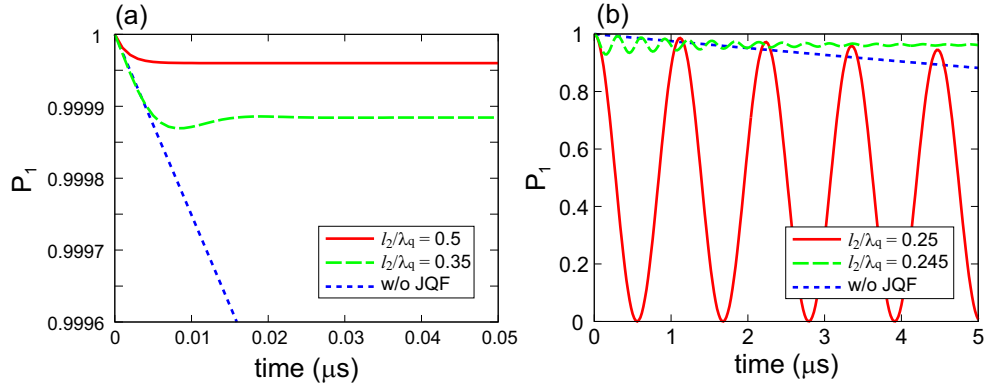 (a)
1
0.9999
0.9998
0.9997
0.9996
P1
0
0.01
0.02
0.03
0.04
0.05
time (μs)
l2/λq = 0.5
l2/λq = 0.35
w/o JQF
(b)
1
0.8
0.6
0.4
0.2
0
P1
0
1
2
3
4
5
time (μs)
l2/λq = 0.25
l2/λq = 0.245
w/o JQF